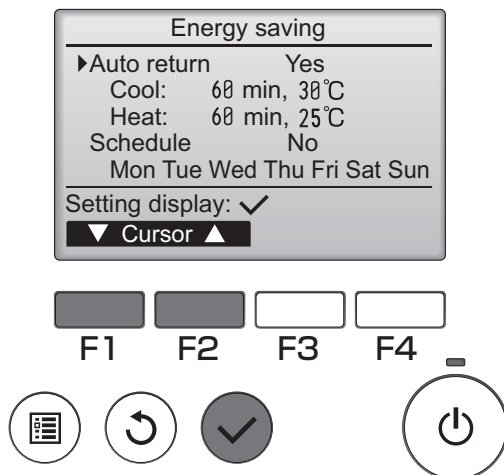 Energy saving
▶Auto return Yes
Cool: 60 min, 30℃
Heat: 60 min, 25℃
Schedule No
Mon Tue Wed Thu Fri Sat Sun
Setting display: ✓
▼ Cursor ▲
F1 F2 F3 F4